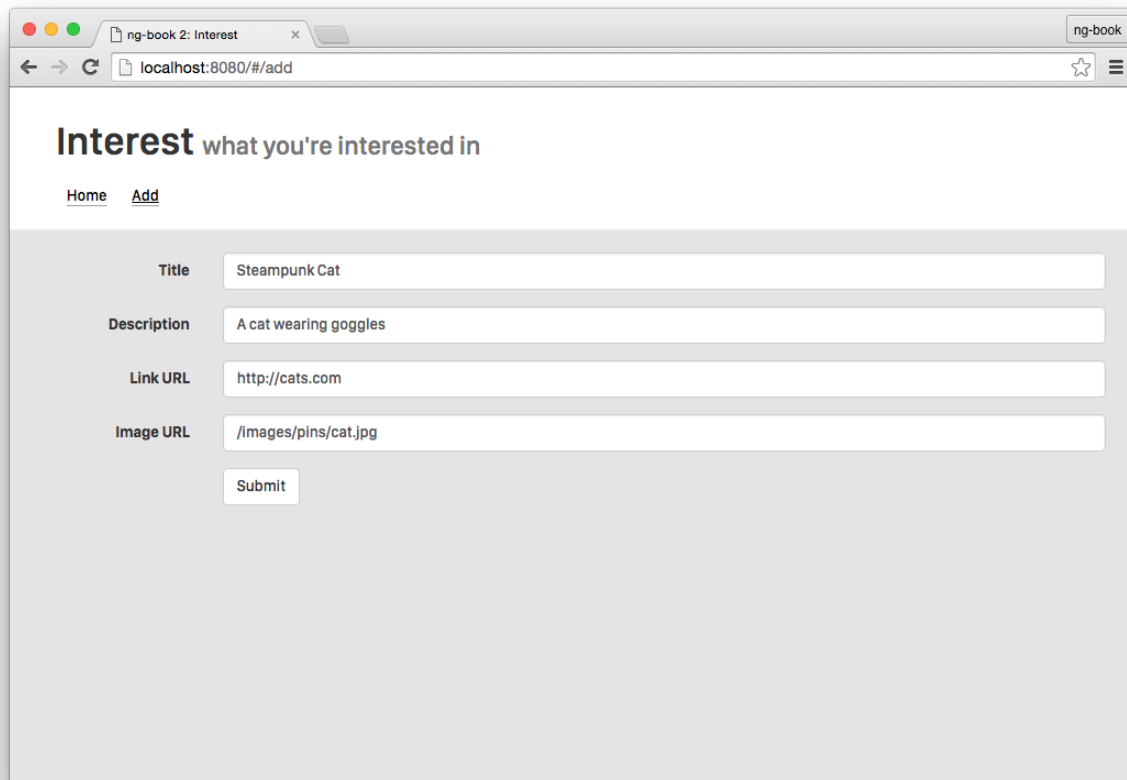 ng-book 2: Interest
ng-book
localhost:8080/#/add
Interest what you're interested in
Home Add
Title Steampunk Cat
Description A cat wearing goggles
Link URL http://cats.com
Image URL /images/pins/cat.jpg
Submit